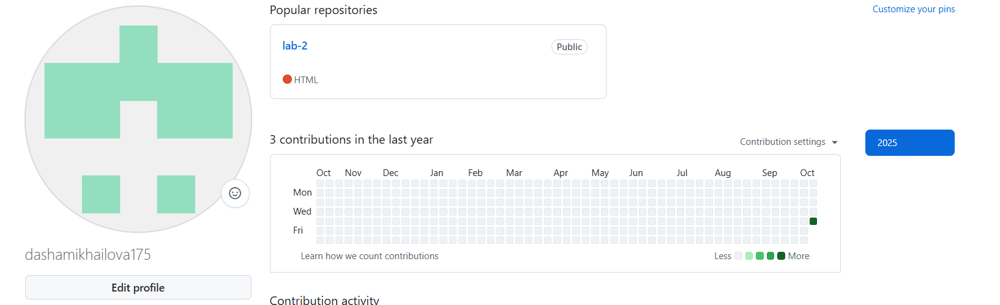 Popular repositories
Customize your pins
lab-2
Public
HTML
3 contributions in the last year
Contribution settings
2025
Oct Nov Dec Jan Feb Mar Apr May Jun Jul Aug Sep Oct
Mon
Wed
Fri
Learn how we count contributions
Less
More
dashamikhailova175
Edit profile
Contribution activity